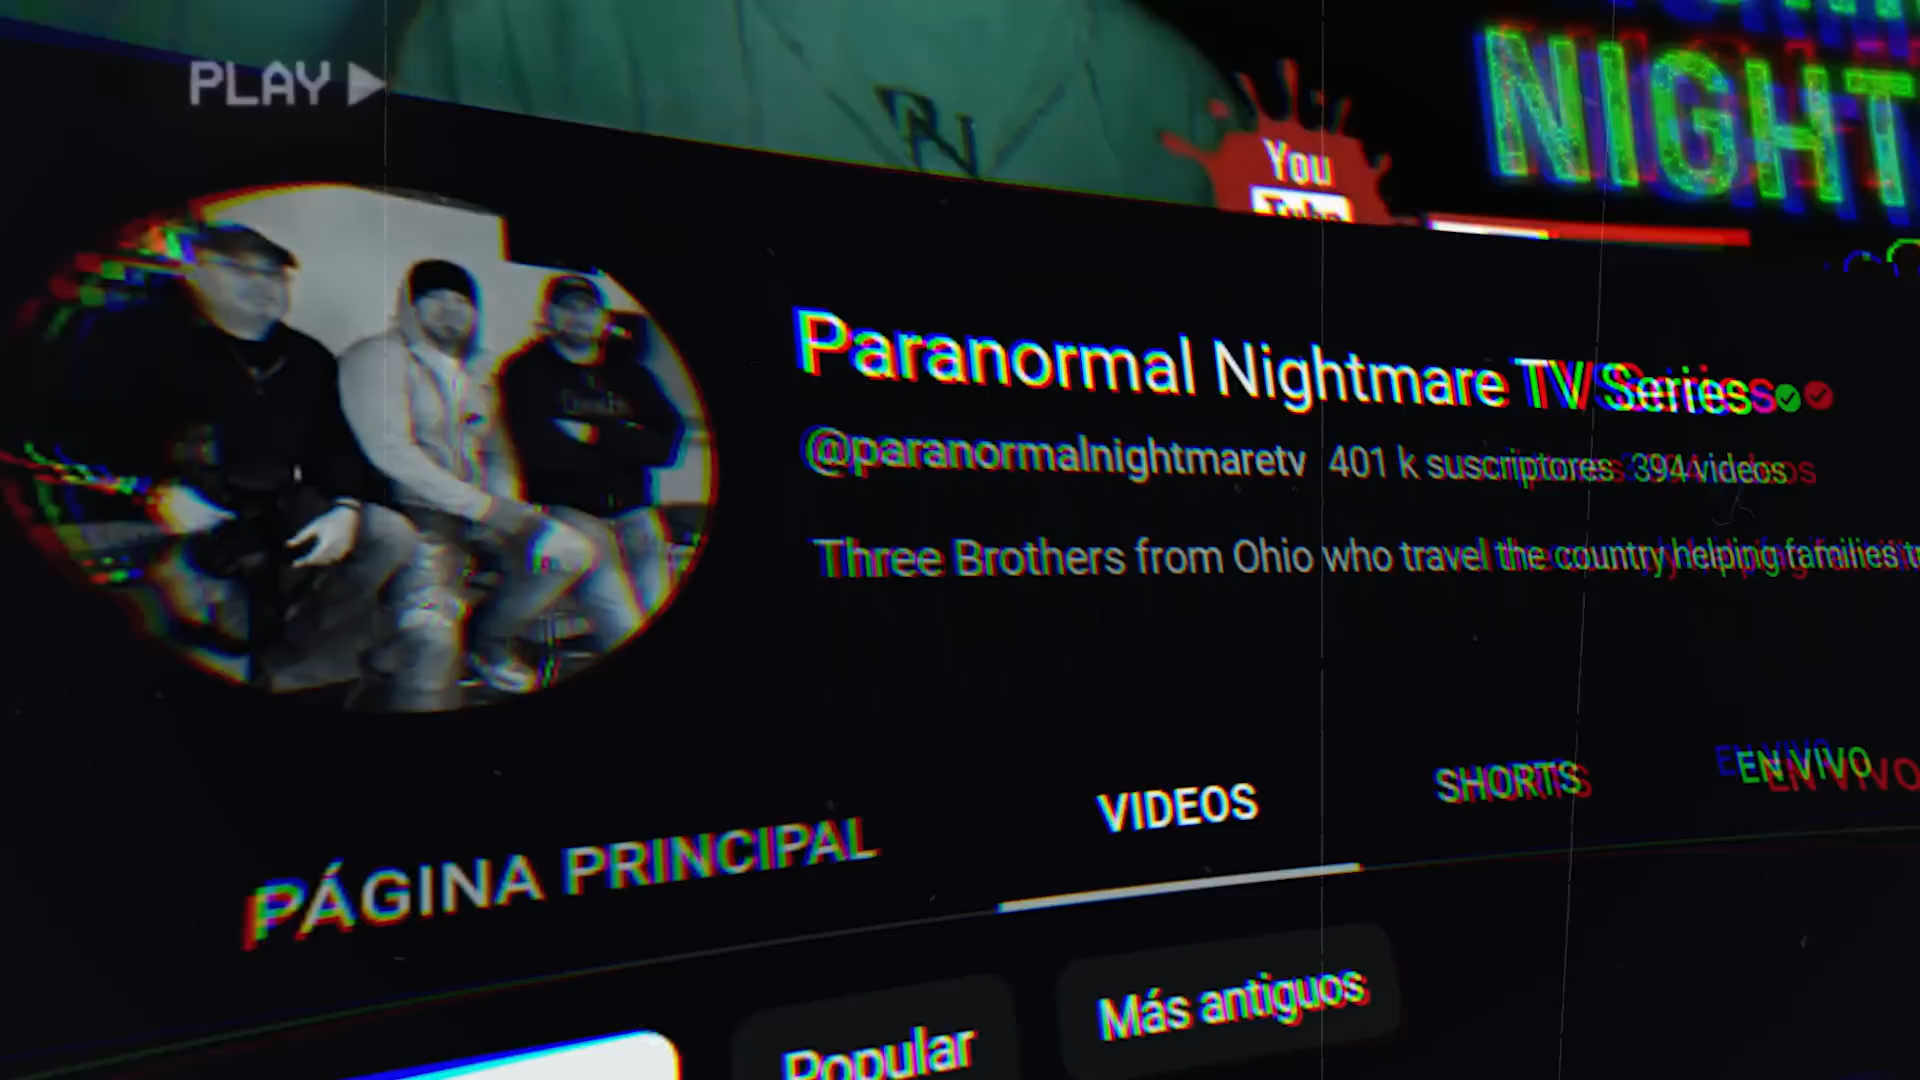 PLAY
NIGHT
You
Tube
Paranormal Nightmare TV Series
@paranormalnightmaretv 401 k suscriptores 394 videos
Three Brothers from Ohio who travel the country helping families
PÁGINA PRINCIPAL
VIDEOS
SHORTS
EN VIVO
Popular
Más antiguos